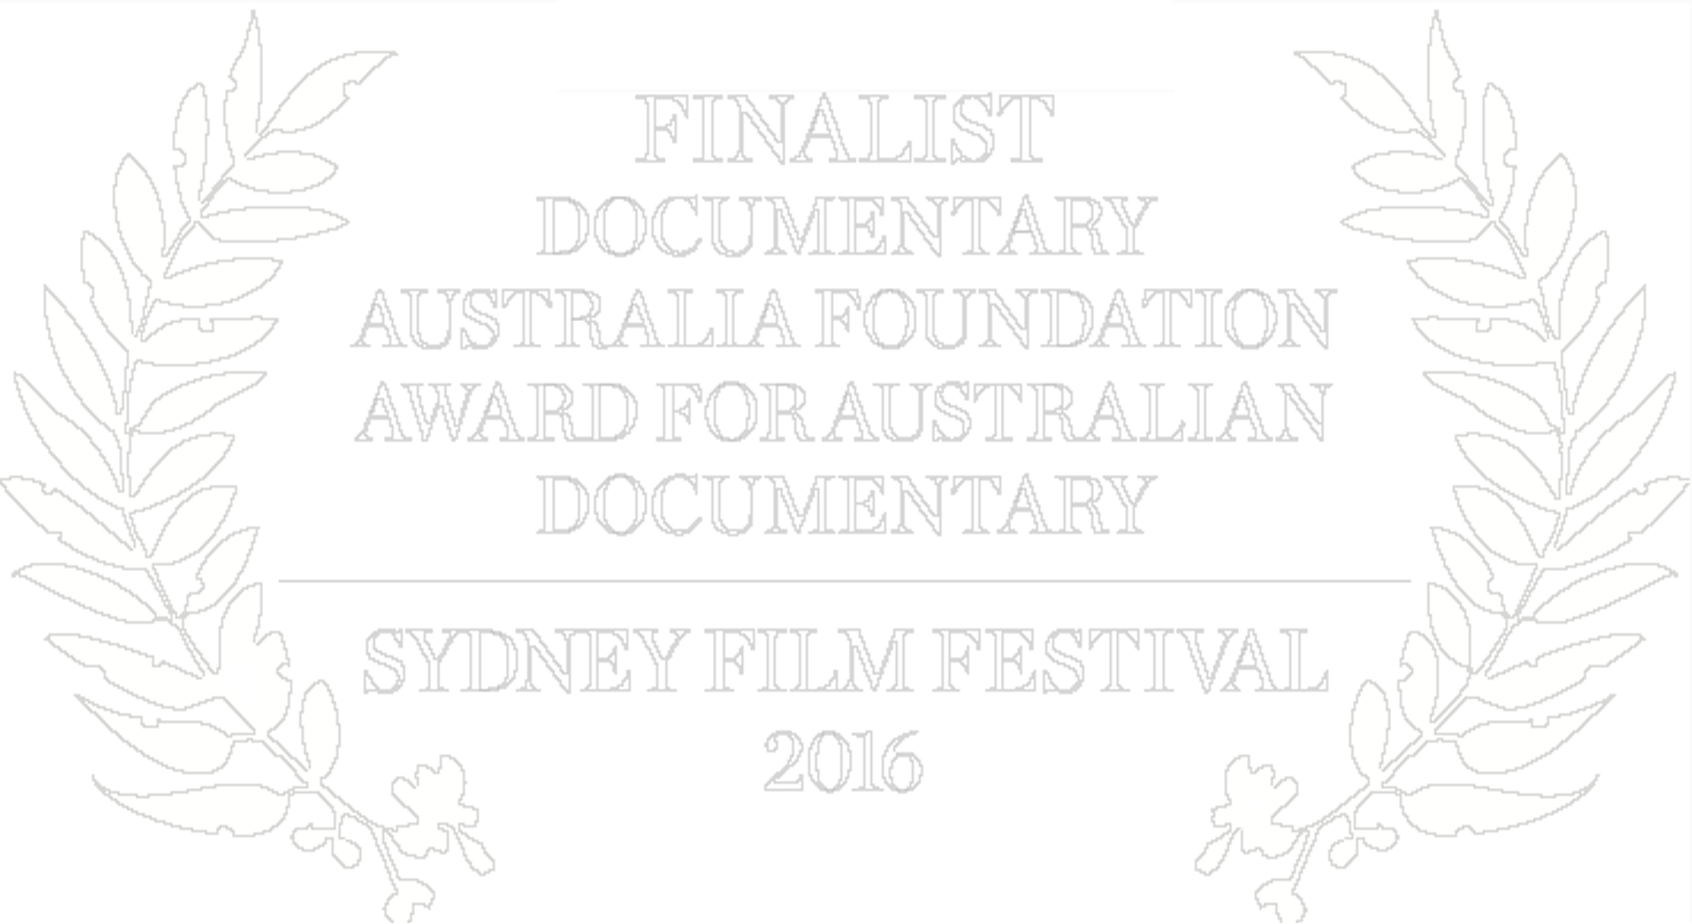 FINALIST
DOCUMENTARY
AUSTRALIA FOUNDATION
AWARD FOR AUSTRALIAN
DOCUMENTARY
SYDNEY FILM FESTIVAL
2016